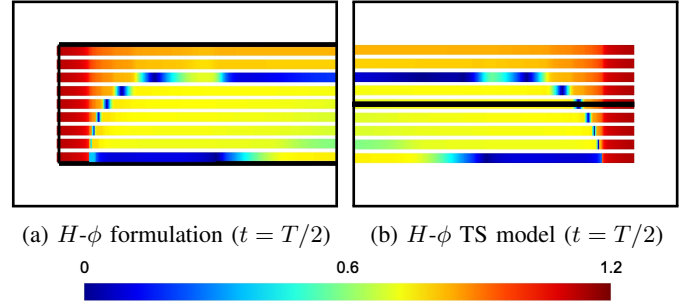 (a) H-ϕ formulation (t = T/2)
(b) H-ϕ TS model (t = T/2)
0 0.6 1.2